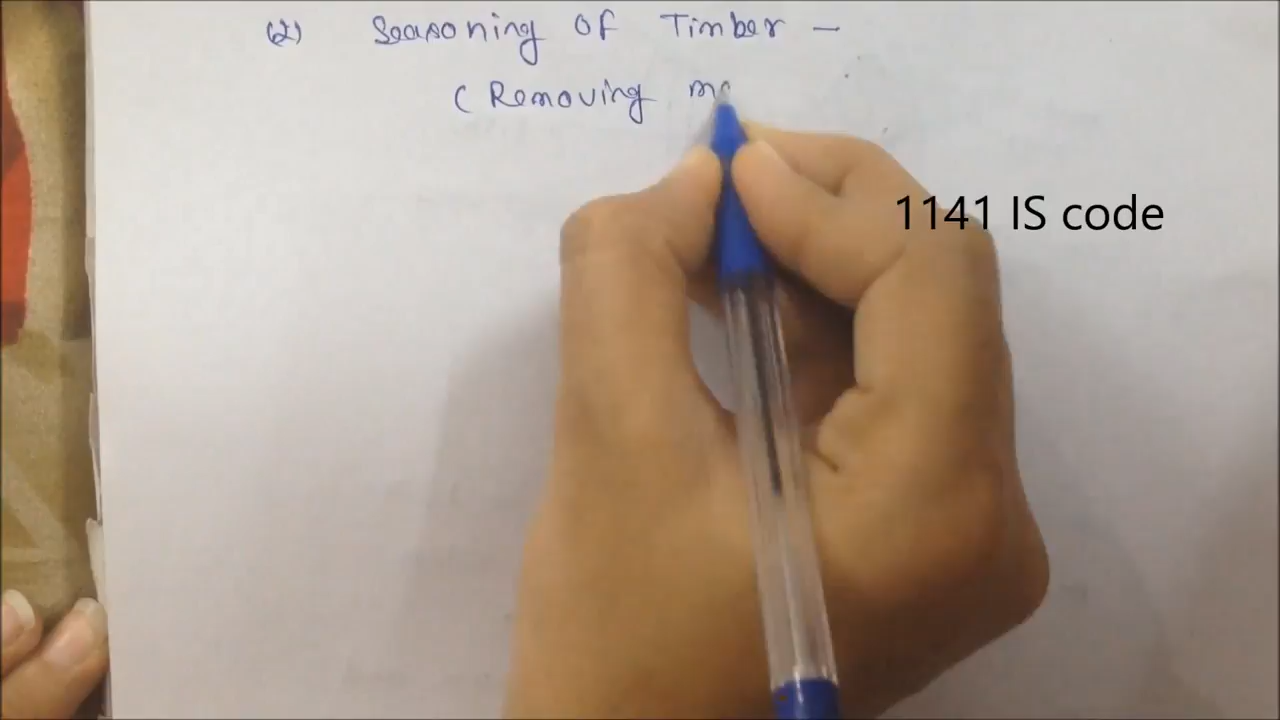 (2) Seasoning Of Timber -
( Removing
1141 IS code